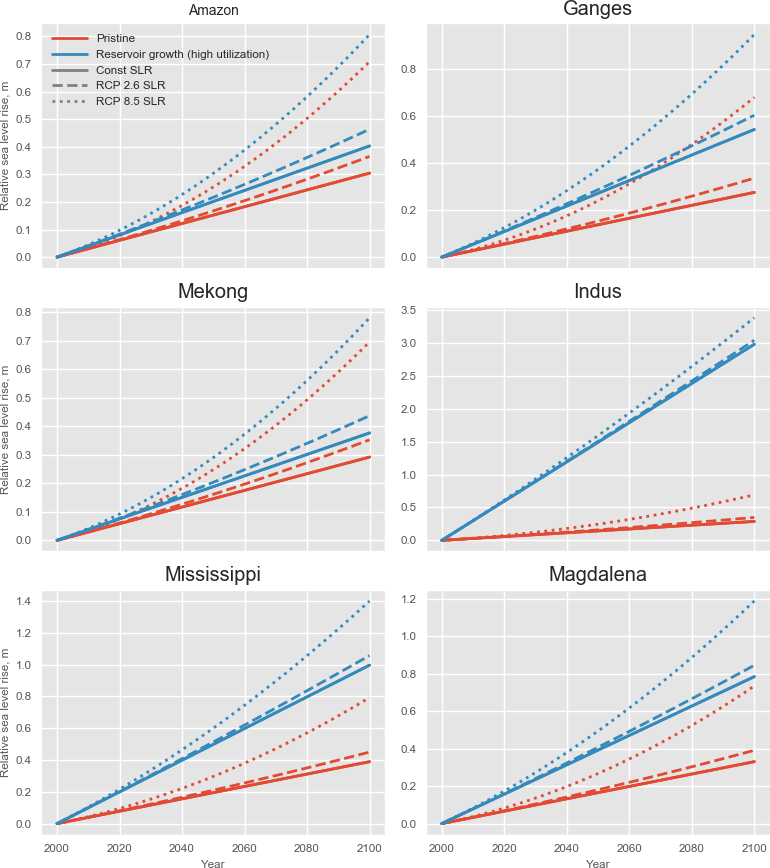 Amazon
Ganges
Relative sea level rise, m
0.8
0.7
0.6
0.5
0.4
0.3
0.2
0.1
0.0
Pristine
Reservoir growth (high utilization)
Const SLR
RCP 2.6 SLR
RCP 8.5 SLR
0.8
0.6
0.4
0.2
0.0
Mekong
Indus
Relative sea level rise, m
0.8
0.7
0.6
0.5
0.4
0.3
0.2
0.1
0.0
3.5
3.0
2.5
2.0
1.5
1.0
0.5
0.0
Mississippi
Magdalena
Relative sea level rise, m
1.4
1.2
1.0
0.8
0.6
0.4
0.2
0.0
2000 2020 2040 2060 2080 2100
Year
1.2
1.0
0.8
0.6
0.4
0.2
0.0
2000 2020 2040 2060 2080 2100
Year